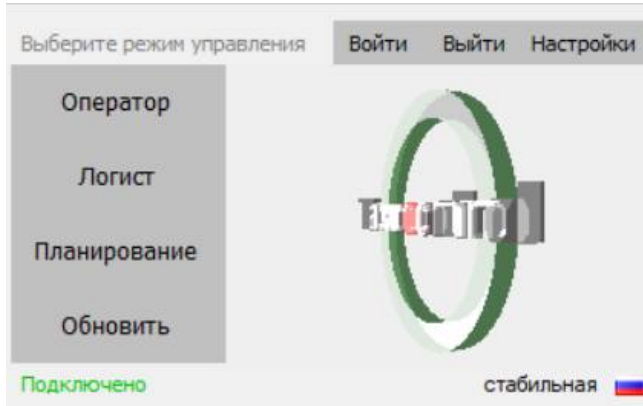 Выберите режим управления Войти Выйти Настройки
Оператор
Логист
Планирование
Обновить
Подключено стабильная